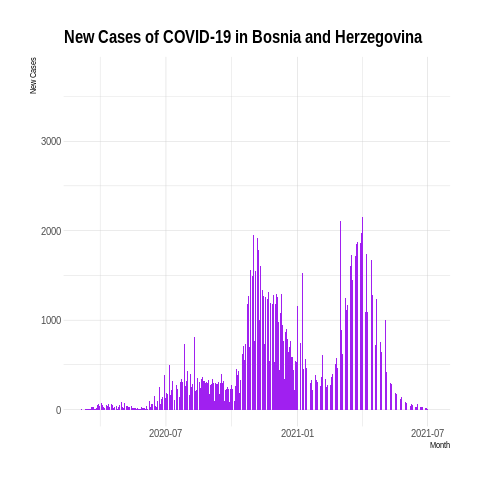 New Cases of COVID-19 in Bosnia and Herzegovina
New Cases
3000
2000
1000
0
2020-07
2021-01
2021-07
Month